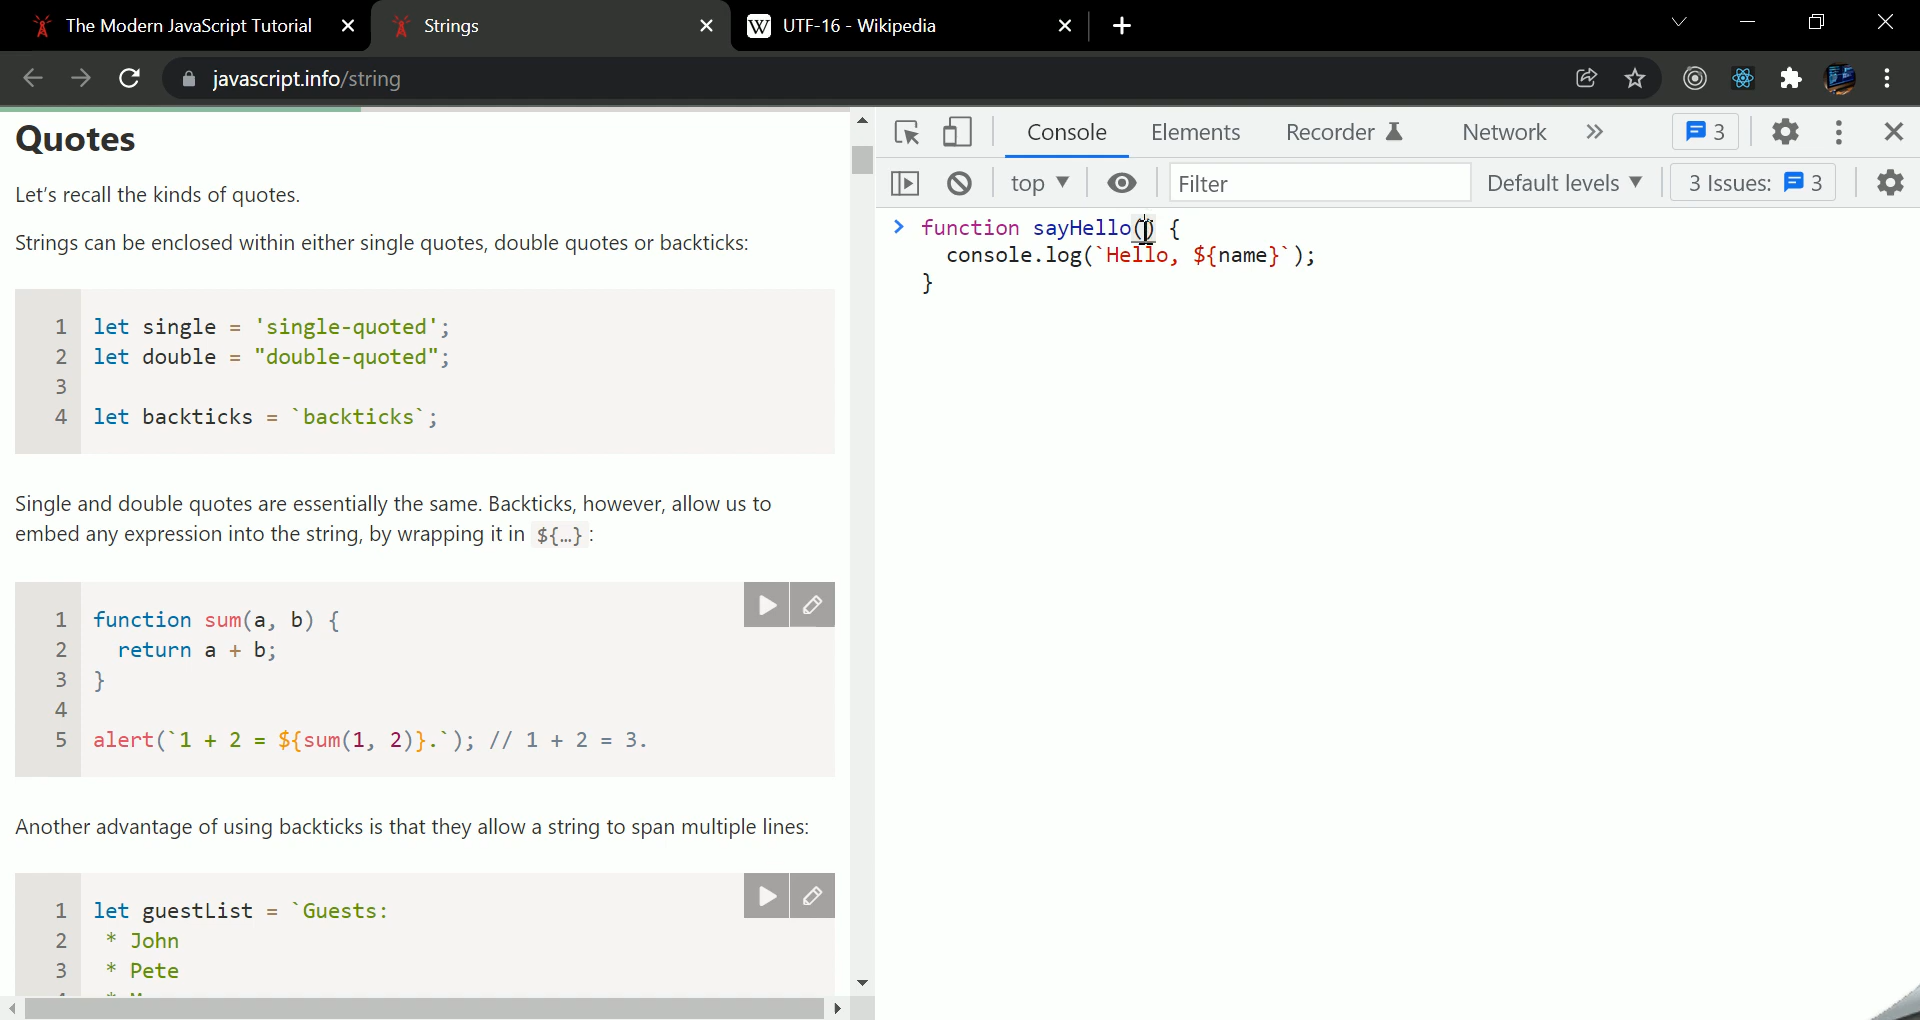 The Modern JavaScript Tutorial
Strings
UTF-16 - Wikipedia
javascript.info/string
Quotes
Let's recall the kinds of quotes.
Strings can be enclosed within either single quotes, double quotes or backticks:
1 let single = 'single-quoted';
2 let double = "double-quoted";
3
4 let backticks = `backticks`;
Single and double quotes are essentially the same. Backticks, however, allow us to
embed any expression into the string, by wrapping it in ${…}:
1 function sum(a, b) {
2 return a + b;
3 }
4
5 alert(`1 + 2 = ${sum(1, 2)}.`); // 1 + 2 = 3.
Another advantage of using backticks is that they allow a string to span multiple lines:
1 let guestList = `Guests:
2 * John
3 * Pete
Console Elements Recorder Network » 3
top Filter Default levels 3 Issues: 3
> function sayHello() {
console.log(`Hello, ${name}`);
}